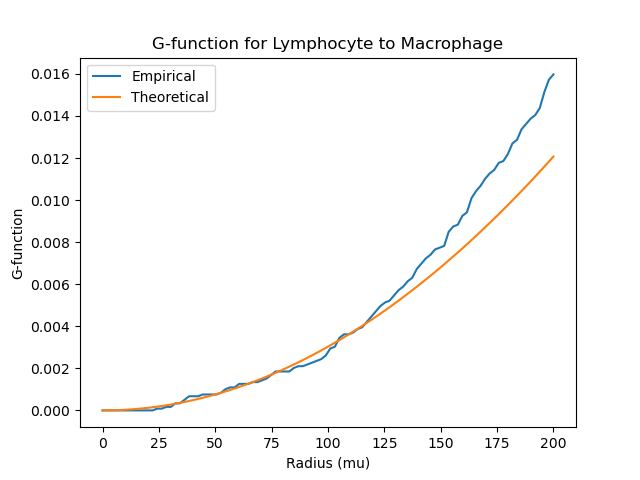 G-function for Lymphocyte to Macrophage
Empirical
Theoretical
0.016
0.014
0.012
0.010
0.008
0.006
0.004
0.002
0.000
G-function
0 25 50 75 100 125 150 175 200
Radius (mu)